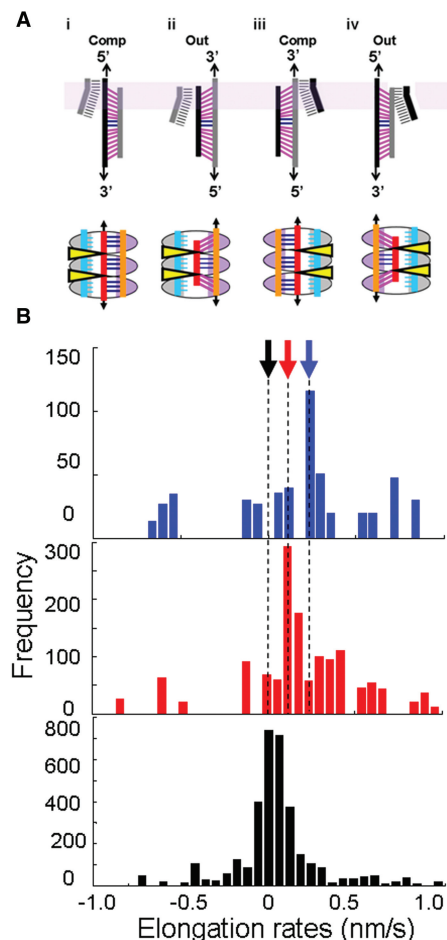 A
i ii iii iv
Comp Out Comp Out
5' 3' 3' 5'
3' 5' 5' 3'
B
150
100
50
0
300
200
100
0
800
600
400
200
0
Frequency
-1.0 -0.5 0 0.5 1.0
Elongation rates (nm/s)